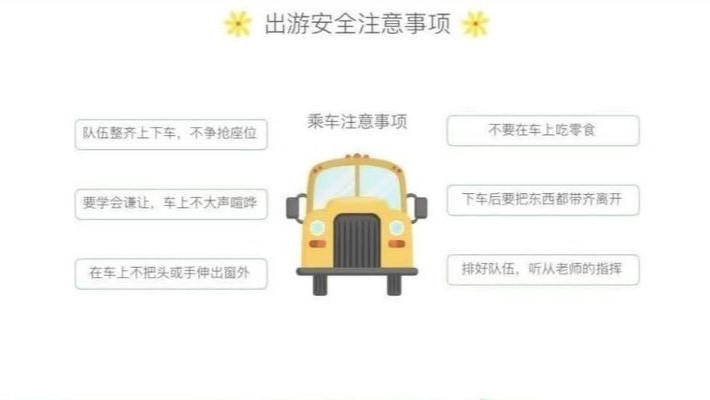 出游安全注意事项
乘车注意事项
队伍整齐上下车，不争抢座位
要学会谦让，车上不大声喧哗
在车上不把头或手伸出窗外
不要在车上吃零食
下车后要把东西都带齐离开
排好队伍，听从老师的指挥